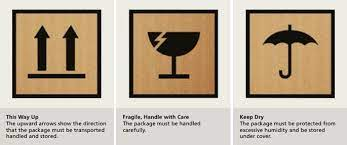 This Way Up
The upward arrows show the direction
that the package must be transported
handled and stored.
Fragile, Handle with Care
The package must be handled
carefully.
Keep Dry
The package must be protected from
excessive humidity and be stored
under cover.